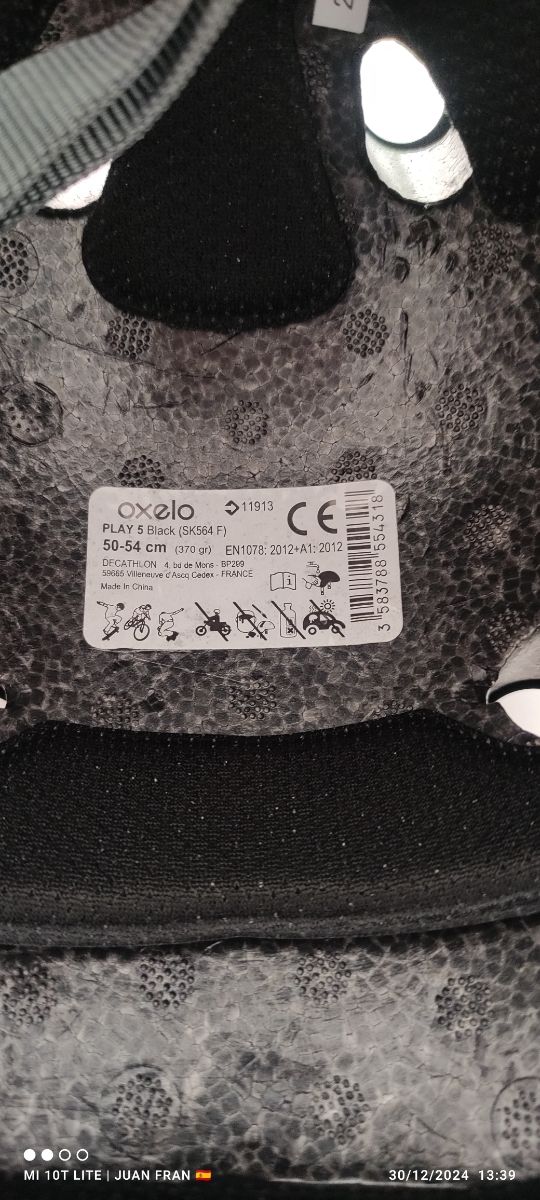 2
oxelo
11913
CE
PLAY 5 Black (SK564 F)
50-54 cm (370 gr) EN1078: 2012+A1: 2012
DECATHLON 4, bd de Mons - BP299
59665 Villeneuve d'Ascq Cedex - FRANCE
Made In China
3 583788 554318
MI 10T LITE | JUAN FRAN 🇪🇸
30/12/2024 13:39